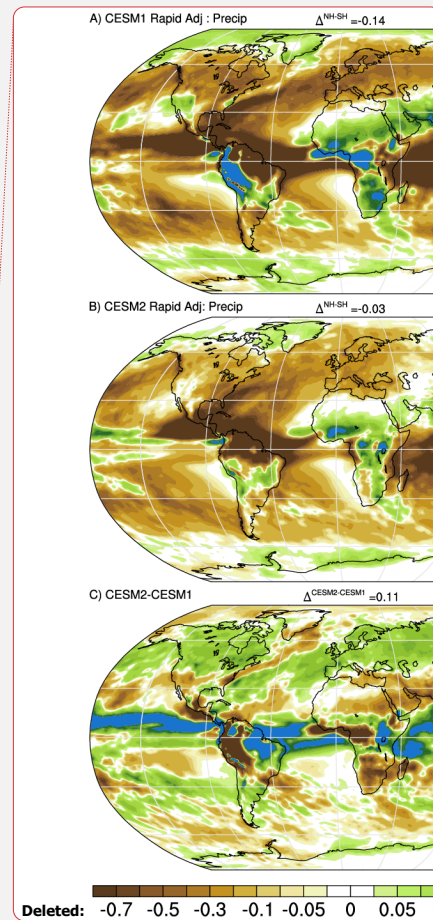 A) CESM1 Rapid Adj : Precip Δ^NH-SH =-0.14
B) CESM2 Rapid Adj: Precip Δ^NH-SH =-0.03
C) CESM2-CESM1 Δ^CESM2-CESM1 =0.11
Deleted: -0.7 -0.5 -0.3 -0.1 -0.05 0 0.05